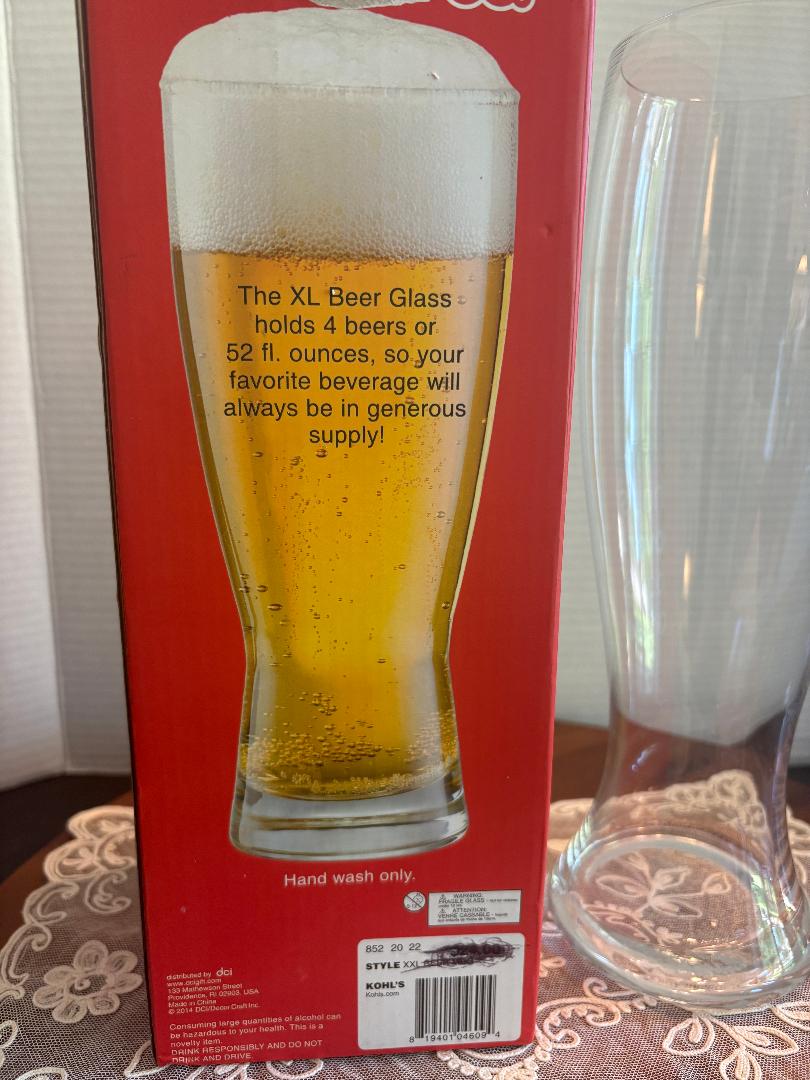 The XL Beer Glass
holds 4 beers or
52 fl. ounces, so your
favorite beverage will
always be in generous
supply!
Hand wash only.
WARNING:
FRAGILE GLASS -
ATTENTION:
VERRE CASSABLE -
852 20 22
STYLE XXL
KOHL'S
Kohls.com
8 19401 04609 4
distributed by dci
www.dcigift.com
133 Mathewson Street
Providence, RI 02903, USA
Made in China
© 2014 DCI/Decor Craft Inc.
Consuming large quantities of alcohol can
be hazardous to your health. This is a
novelty item.
DRINK RESPONSIBLY AND DO NOT
DRINK AND DRIVE